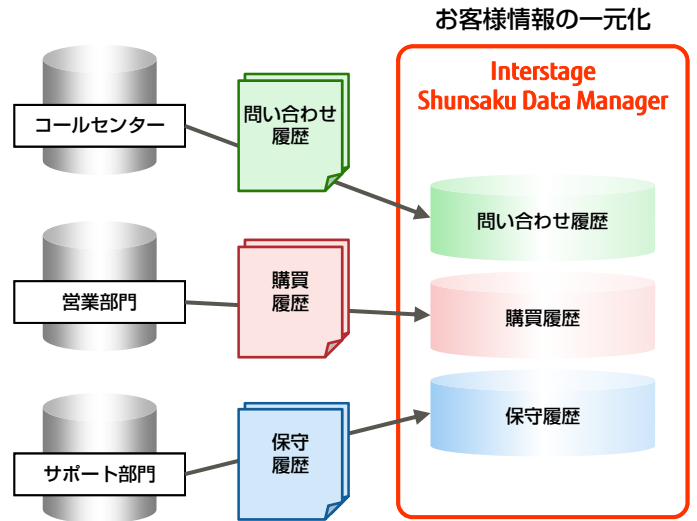 お客様情報の一元化
Interstage
Shunsaku Data Manager
コールセンター
問い合わせ
履歴
問い合わせ履歴
営業部門
購買
履歴
購買履歴
サポート部門
保守
履歴
保守履歴